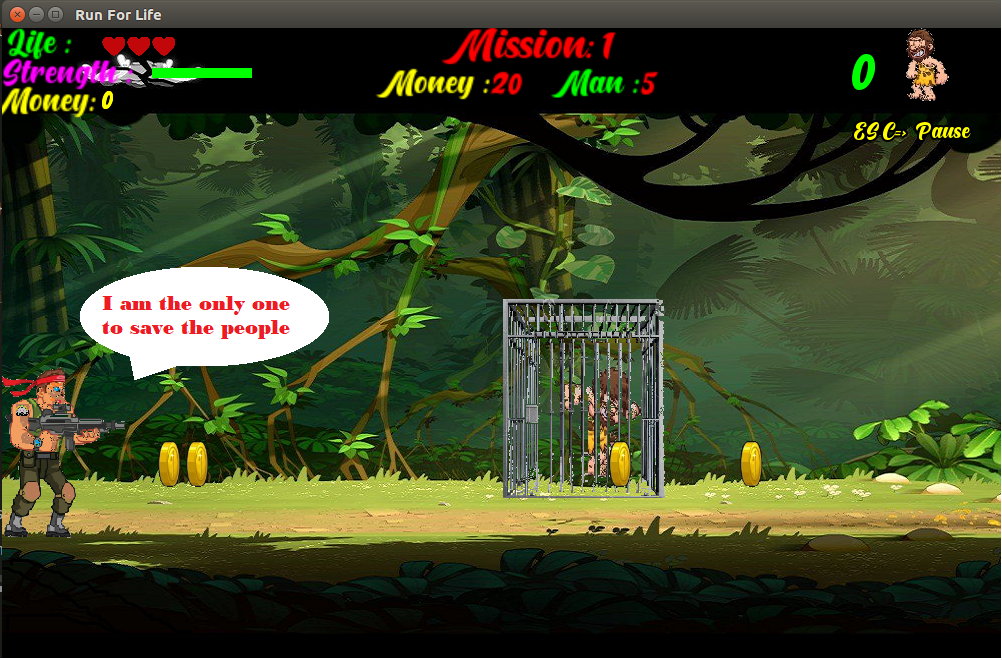 Run For Life
Life :
Strength :
Money: 0
Mission: 1
Money :20 Man :5
0
ESC=> Pause
I am the only one
to save the people